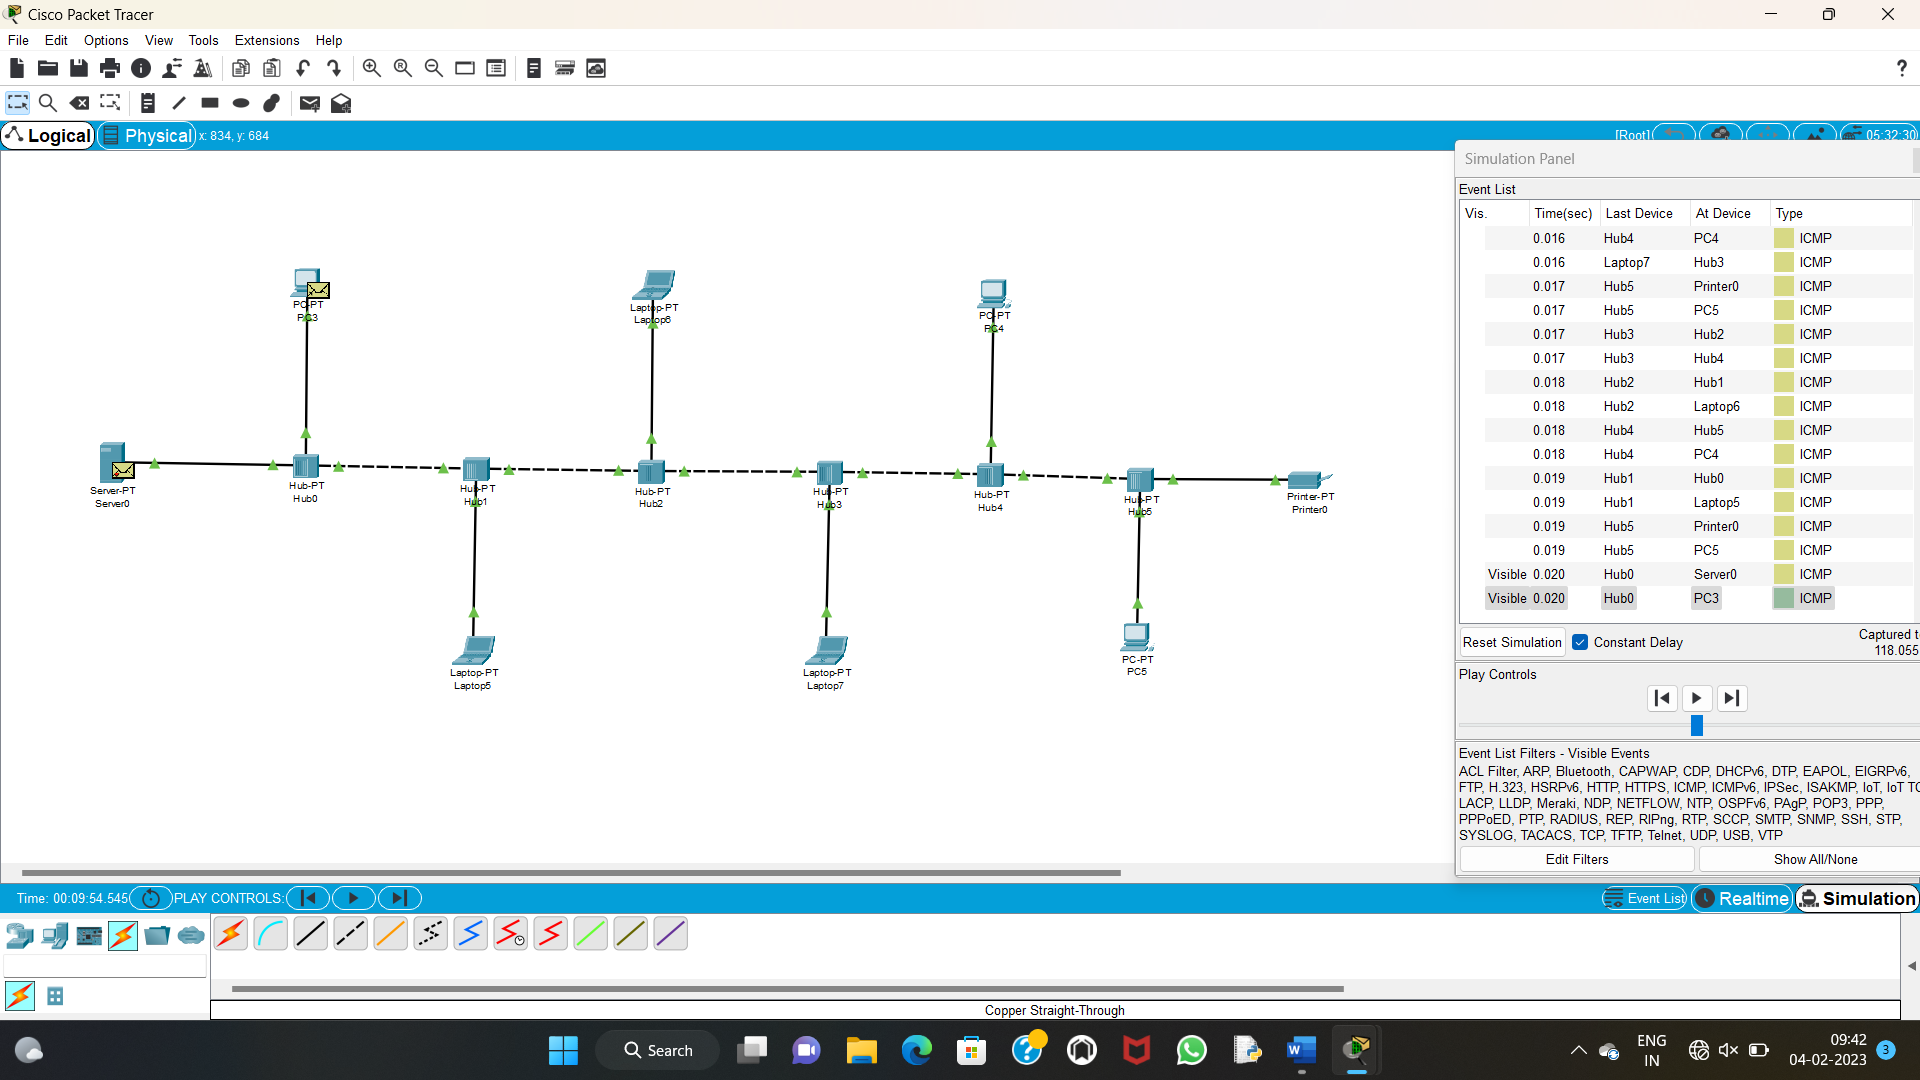 Cisco Packet Tracer
File Edit Options View Tools Extensions Help
?
Logical Physical x: 834, y: 684 [Root] 05:32:30
Simulation Panel
Event List
Vis. Time(sec) Last Device At Device Type
0.016 Hub4 PC4 ICMP
0.016 Laptop7 Hub3 ICMP
0.017 Hub5 Printer0 ICMP
0.017 Hub5 PC5 ICMP
0.017 Hub3 Hub2 ICMP
0.017 Hub3 Hub4 ICMP
0.018 Hub2 Hub1 ICMP
0.018 Hub2 Laptop6 ICMP
0.018 Hub4 Hub5 ICMP
0.018 Hub4 PC4 ICMP
0.019 Hub1 Hub0 ICMP
0.019 Hub1 Laptop5 ICMP
0.019 Hub5 Printer0 ICMP
0.019 Hub5 PC5 ICMP
Visible 0.020 Hub0 Server0 ICMP
Visible 0.020 Hub0 PC3 ICMP
Reset Simulation Constant Delay Captured t
118.055
Play Controls
Event List Filters - Visible Events
ACL Filter, ARP, Bluetooth, CAPWAP, CDP, DHCPv6, DTP, EAPOL, EIGRPv6,
FTP, H.323, HSRPv6, HTTP, HTTPS, ICMP, ICMPv6, IPSec, ISAKMP, IoT, IoT TC
LACP, LLDP, Meraki, NDP, NETFLOW, NTP, OSPFv6, PAgP, POP3, PPP,
PPPoED, PTP, RADIUS, REP, RIPng, RTP, SCCP, SMTP, SNMP, SSH, STP,
SYSLOG, TACACS, TCP, TFTP, Telnet, UDP, USB, VTP
Edit Filters Show All/None
PC-PT
PC3
Laptop-PT
Laptop6
PC-PT
PC4
Server-PT
Server0
Hub-PT
Hub0
Hub-PT
Hub1
Hub-PT
Hub2
Hub-PT
Hub3
Hub-PT
Hub4
Hub-PT
Hub5
Printer-PT
Printer0
Laptop-PT
Laptop5
Laptop-PT
Laptop7
PC-PT
PC5
Time: 00:09:54.545 PLAY CONTROLS: Event List Realtime Simulation
Copper Straight-Through
Search
ENG
IN
09:42
04-02-2023
3